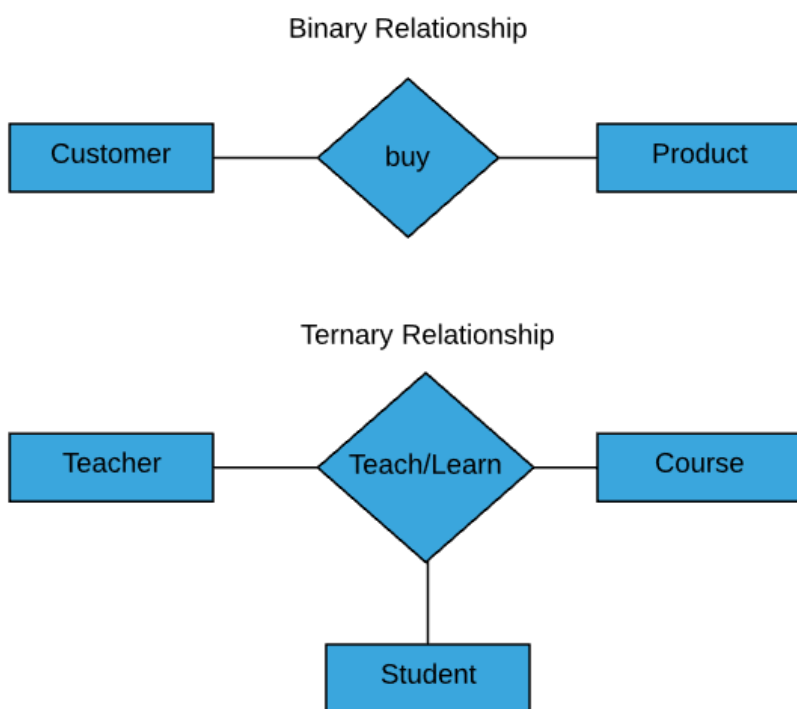 Binary Relationship
Customer
buy
Product
Ternary Relationship
Teacher
Teach/Learn
Course
Student